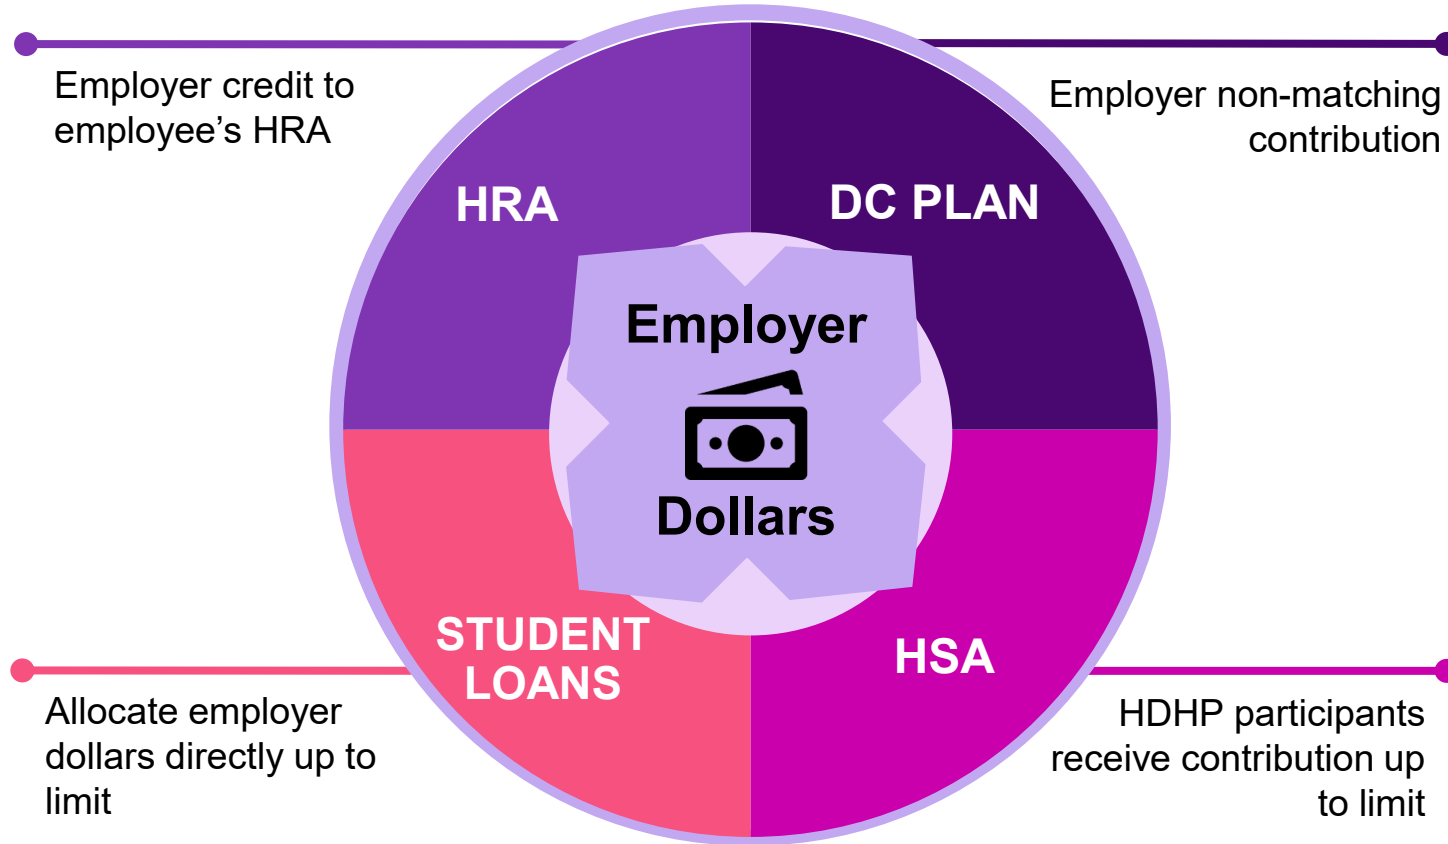 Employer credit to
employee’s HRA
Employer non-matching
contribution
HRA
DC PLAN
Employer
Dollars
STUDENT
LOANS
HSA
Allocate employer
dollars directly up to
limit
HDHP participants
receive contribution up
to limit